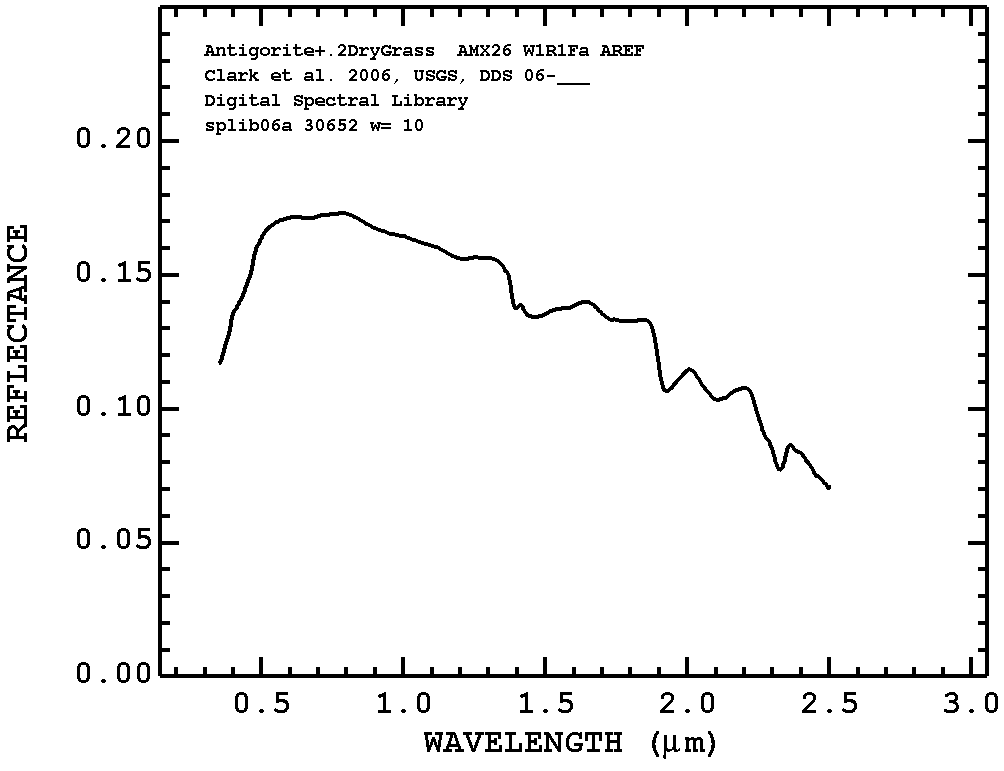 Antigorite+.2DryGrass  AMX26 W1R1Fa AREF
Clark et al. 2006, USGS, DDS 06-___
Digital Spectral Library
splib06a 30652 w= 10
0.20
0.15
0.10
0.05
0.00
REFLECTANCE
0.5 1.0 1.5 2.0 2.5 3.0
WAVELENGTH (μm)